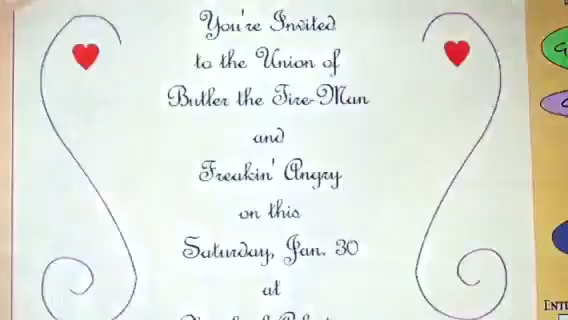 You're Invited
to the Union of
Butler the Fire-Man
and
Freakin' Angry
on this
Saturday, Jan. 30
at